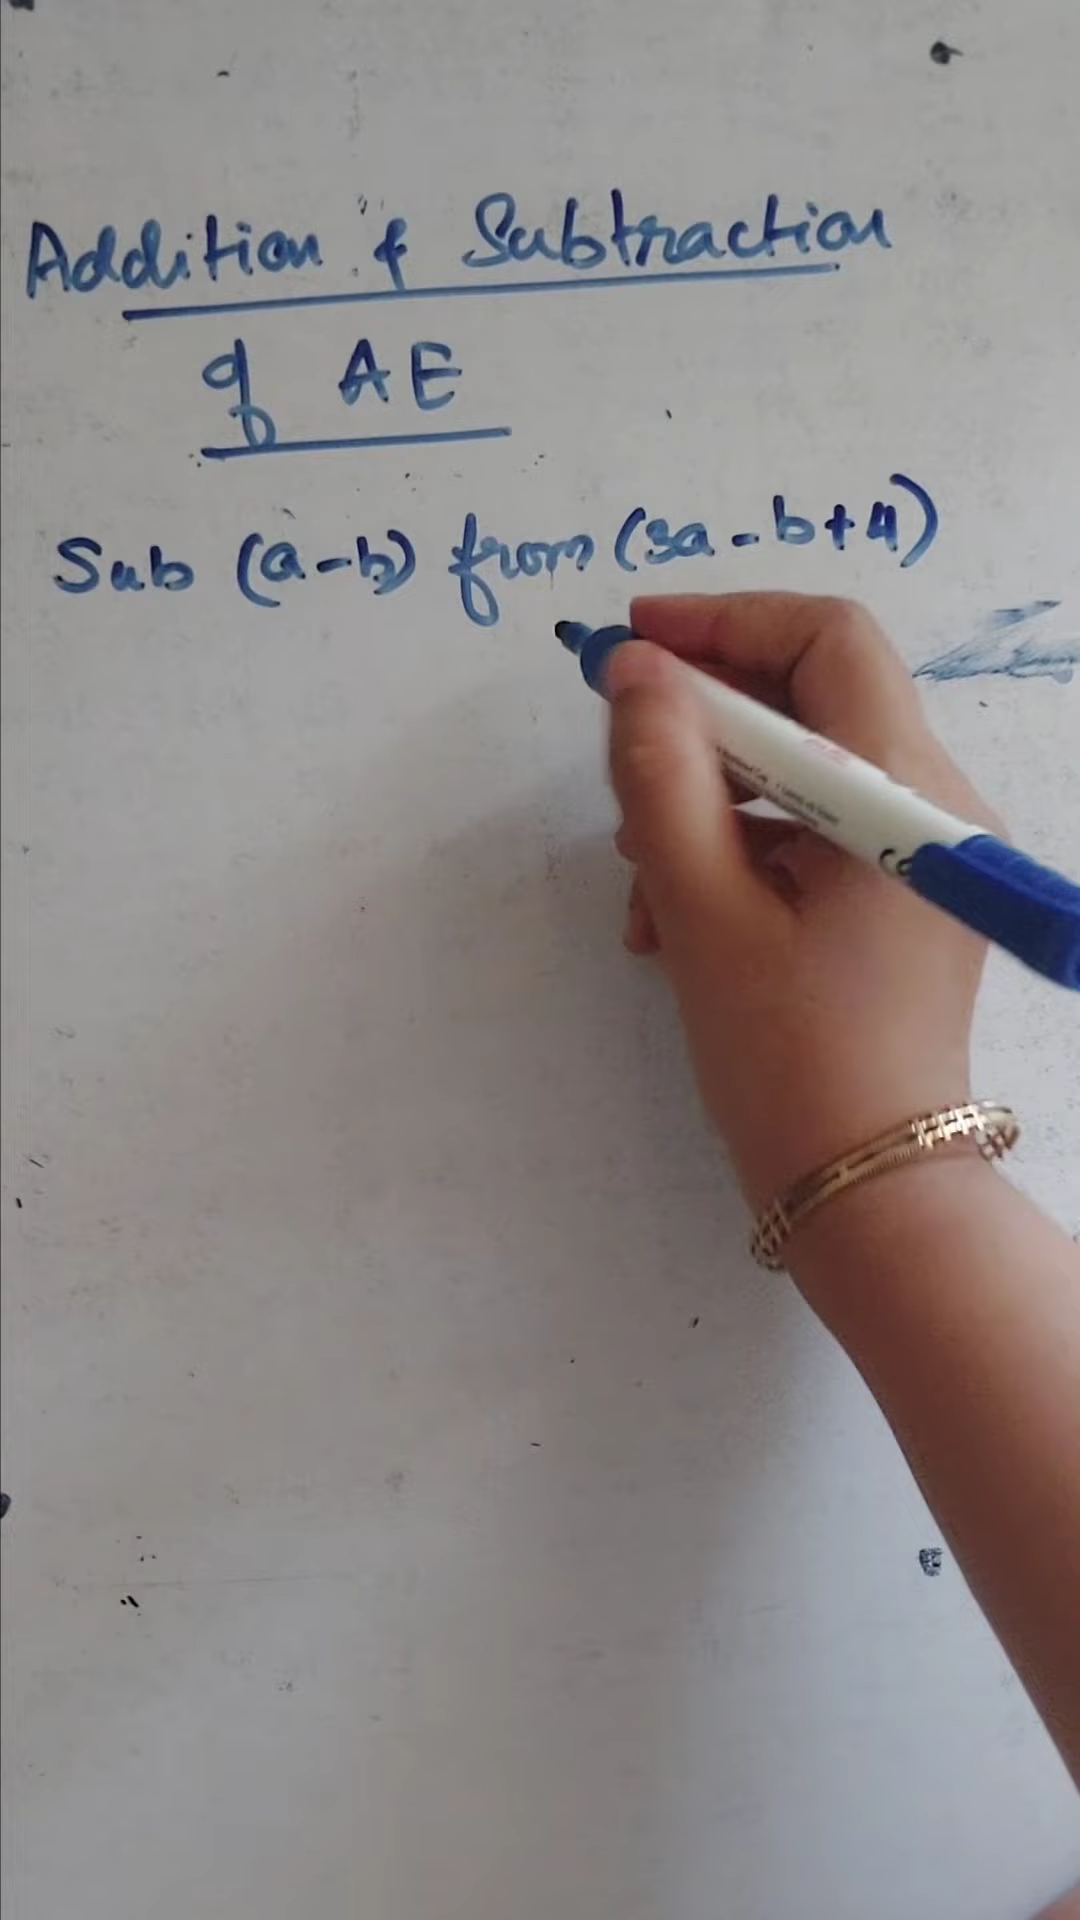 Addition & Subtraction
of AE
Sub (a-b) from (3a-b+4)